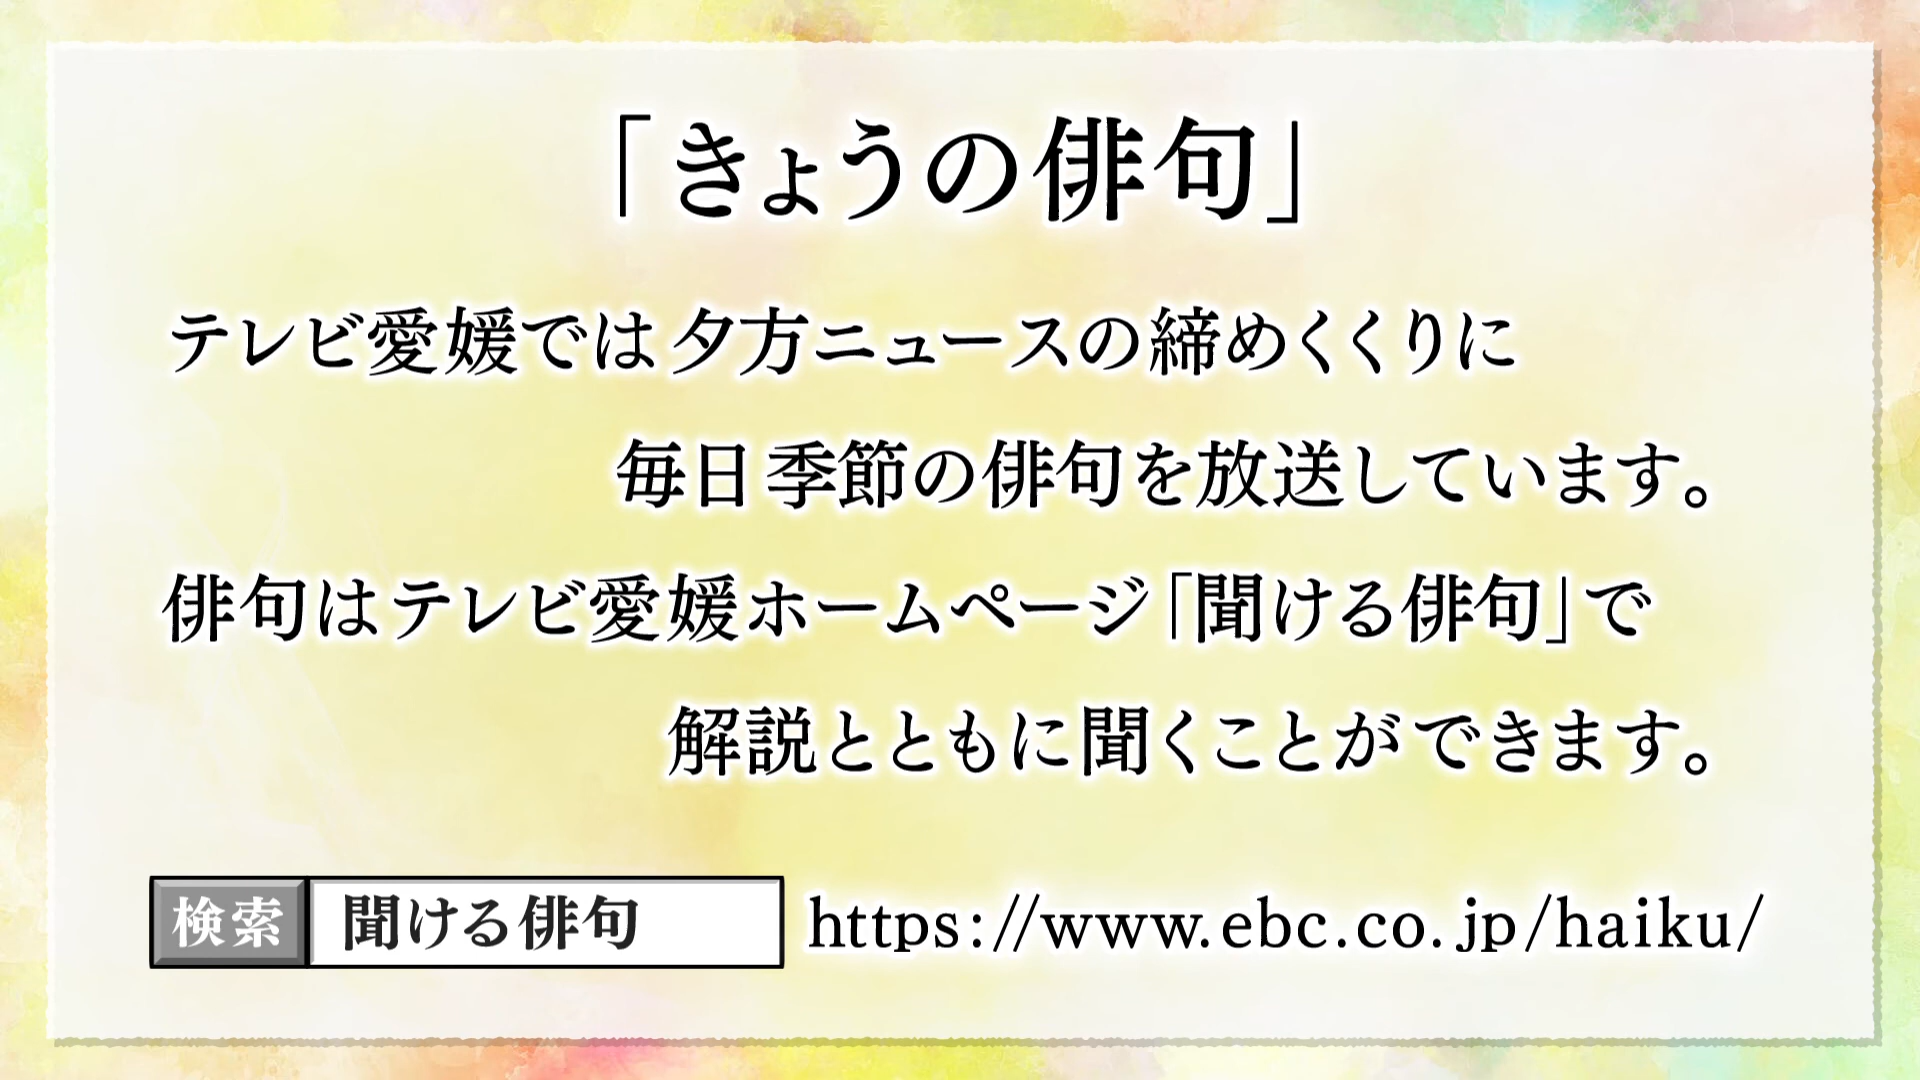 「きょうの俳句」
テレビ愛媛では夕方ニュースの締めくくりに
毎日季節の俳句を放送しています。
俳句はテレビ愛媛ホームページ「聞ける俳句」で
解説とともに聞くことができます。
検索 聞ける俳句 https://www.ebc.co.jp/haiku/